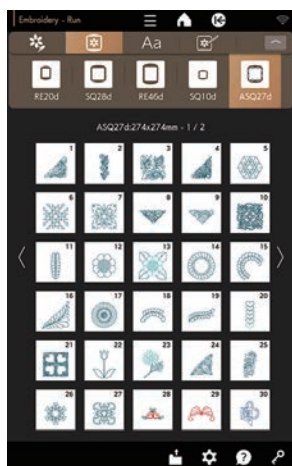 Embroidery - Run
Aa
RE20d SQ28d RE46d SQ10d ASQ27d
ASQ27d:274x274mm - 1 / 2
1 2 3 4 5
6 7 8 9 10
11 12 13 14 15
16 17 18 19 20
21 22 23 24 25
26 27 28 29 30
?